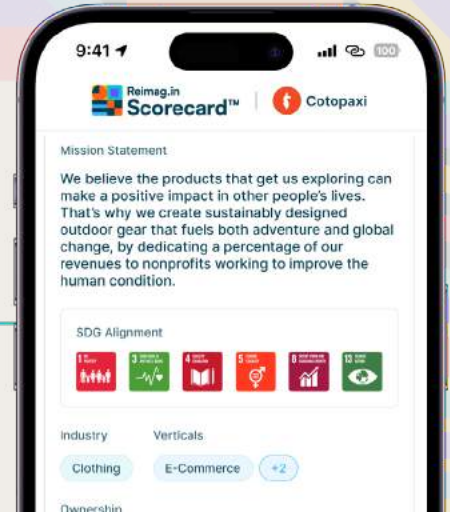 9:41
100
Reimag.in
Scorecard™
Cotopaxi
Mission Statement
We believe the products that get us exploring can
make a positive impact in other people's lives.
That's why we create sustainably designed
outdoor gear that fuels both adventure and global
change, by dedicating a percentage of our
revenues to nonprofits working to improve the
human condition.
SDG Alignment
1
3
4
5
8
13
Industry
Verticals
Clothing
E-Commerce
+2
Ownership